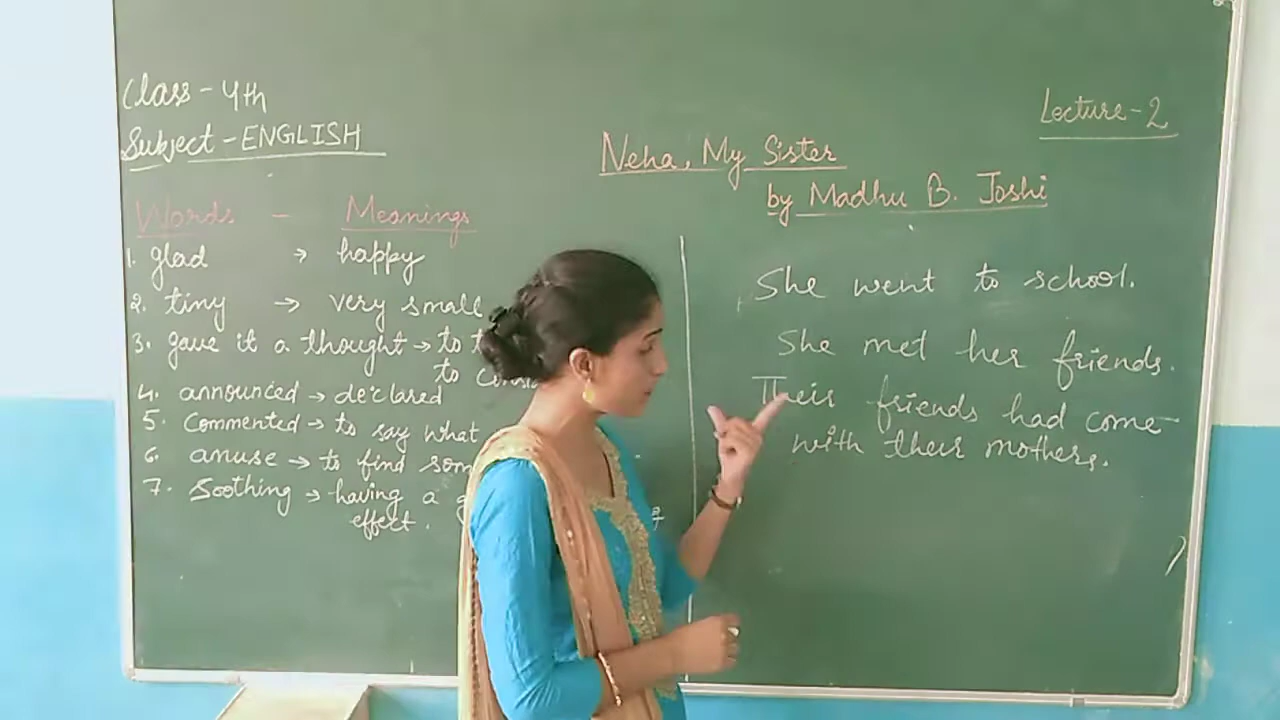 Class - 4th
Subject - ENGLISH
Lecture - 2
Neha, My Sister
by Madhu B. Joshi
Words - Meanings
1. glad → happy
2. tiny → very small
3. gave it a thought → to
to
4. announced → declared
5. Commented → to say what
6. amuse → to find
7. Soothing → having a
effect.
She went to school.
She met her friends.
Their friends had come
with their mothers.